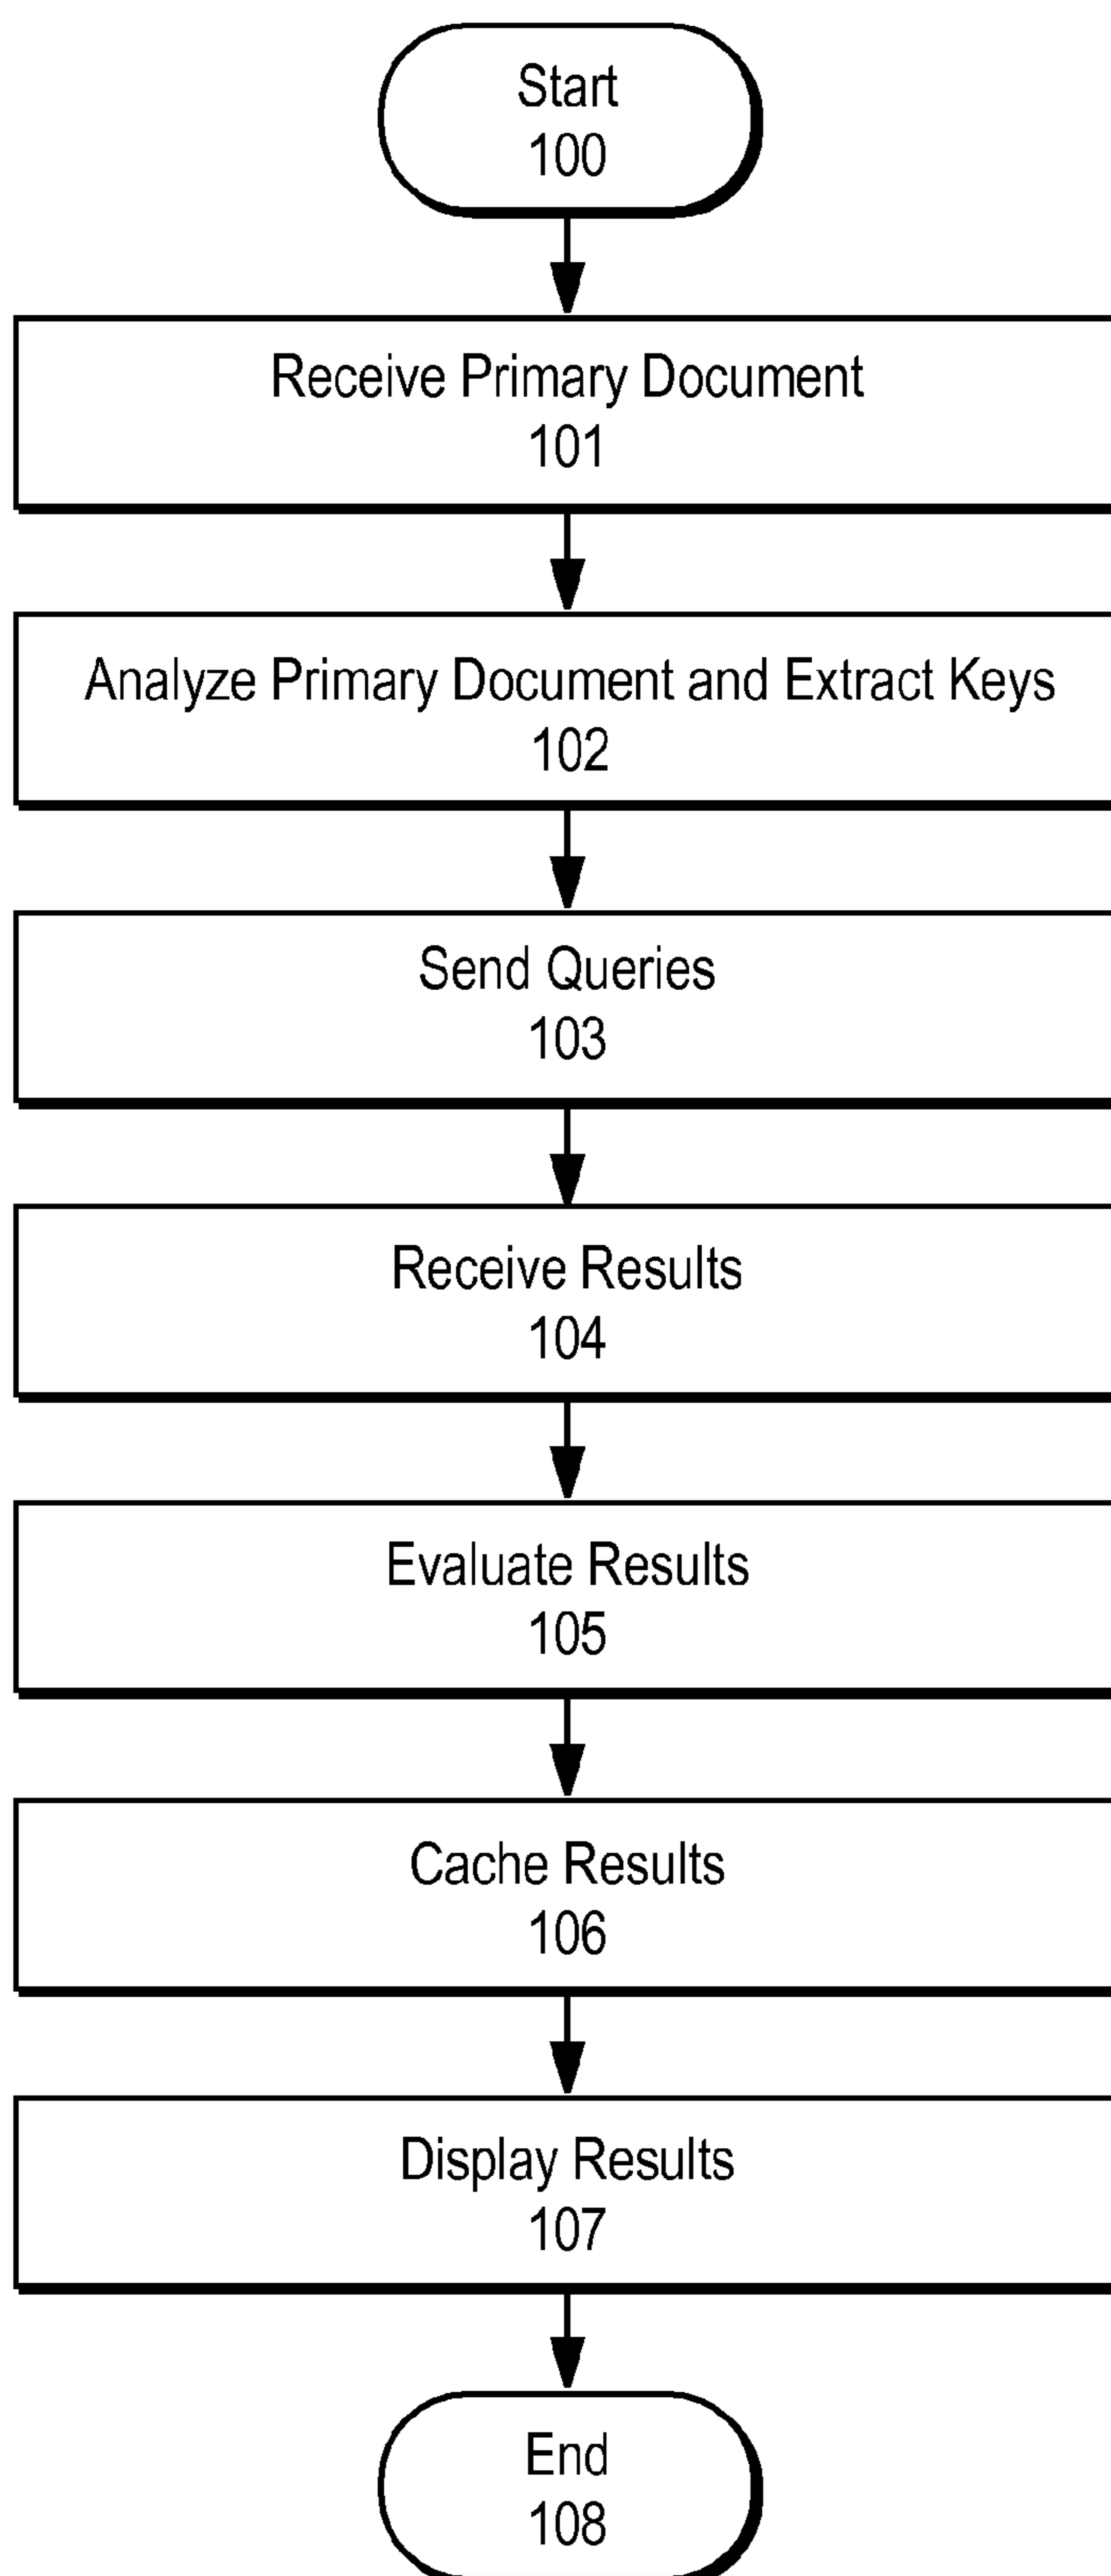 Start
100
Receive Primary Document
101
Analyze Primary Document and Extract Keys
102
Send Queries
103
Receive Results
104
Evaluate Results
105
Cache Results
106
Display Results
107
End
108